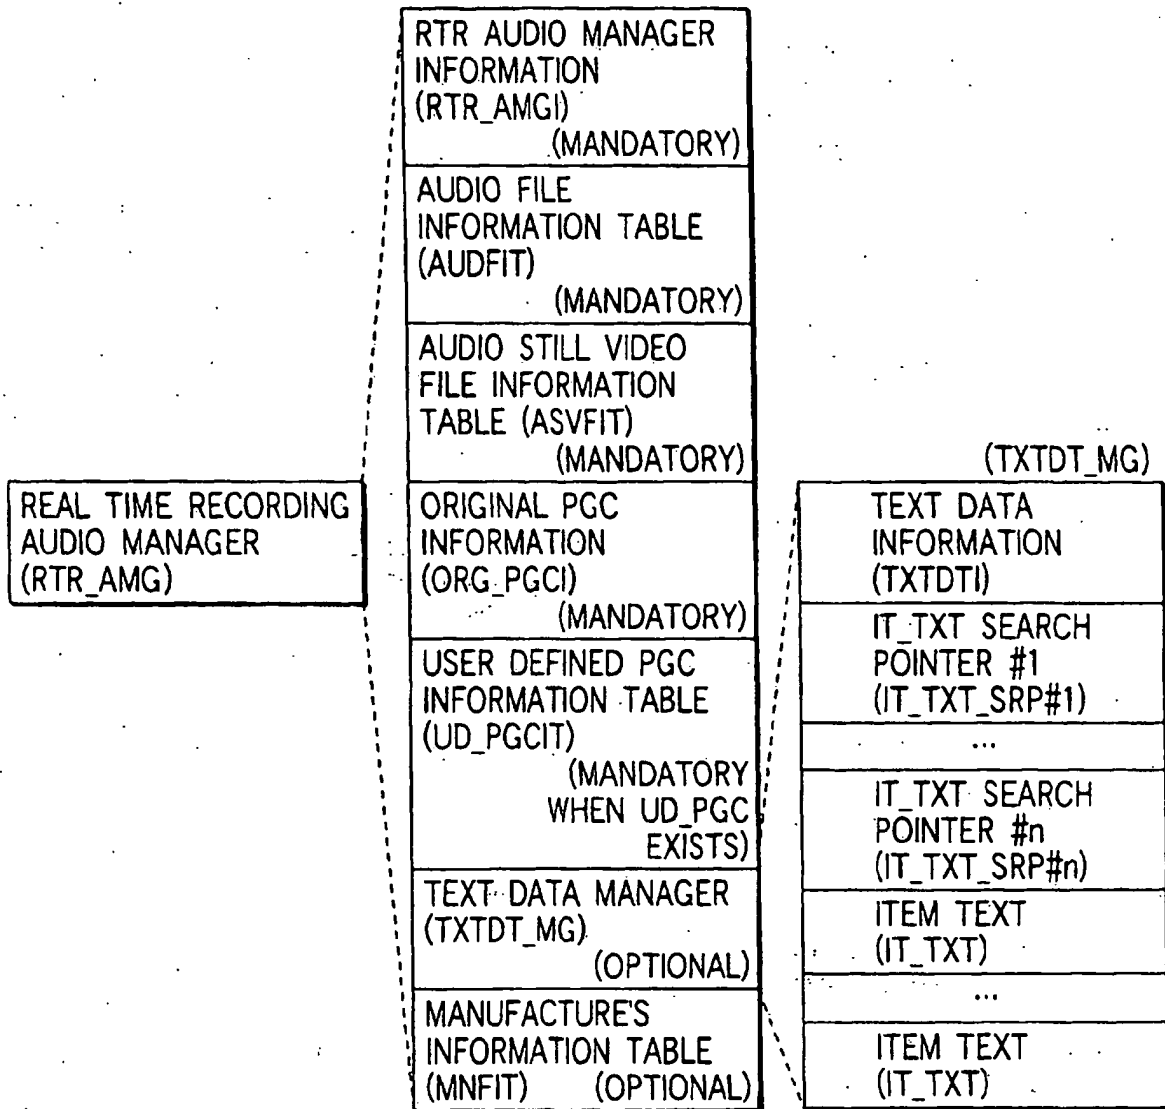 REAL TIME RECORDING
AUDIO MANAGER
(RTR_AMG)
RTR AUDIO MANAGER
INFORMATION
(RTR_AMGI)
(MANDATORY)
AUDIO FILE
INFORMATION TABLE
(AUDFIT)
(MANDATORY)
AUDIO STILL VIDEO
FILE INFORMATION
TABLE (ASVFIT)
(MANDATORY)
ORIGINAL PGC
INFORMATION
(ORG_PGCI)
(MANDATORY)
USER DEFINED PGC
INFORMATION TABLE
(UD_PGCIT)
(MANDATORY
WHEN UD_PGC
EXISTS)
TEXT DATA MANAGER
(TXTDT_MG)
(OPTIONAL)
MANUFACTURE'S
INFORMATION TABLE
(MNFIT) (OPTIONAL)
(TXTDT_MG)
TEXT DATA
INFORMATION
(TXTDTI)
IT_TXT SEARCH
POINTER #1
(IT_TXT_SRP#1)
...
IT_TXT SEARCH
POINTER #n
(IT_TXT_SRP#n)
ITEM TEXT
(IT_TXT)
...
ITEM TEXT
(IT_TXT)